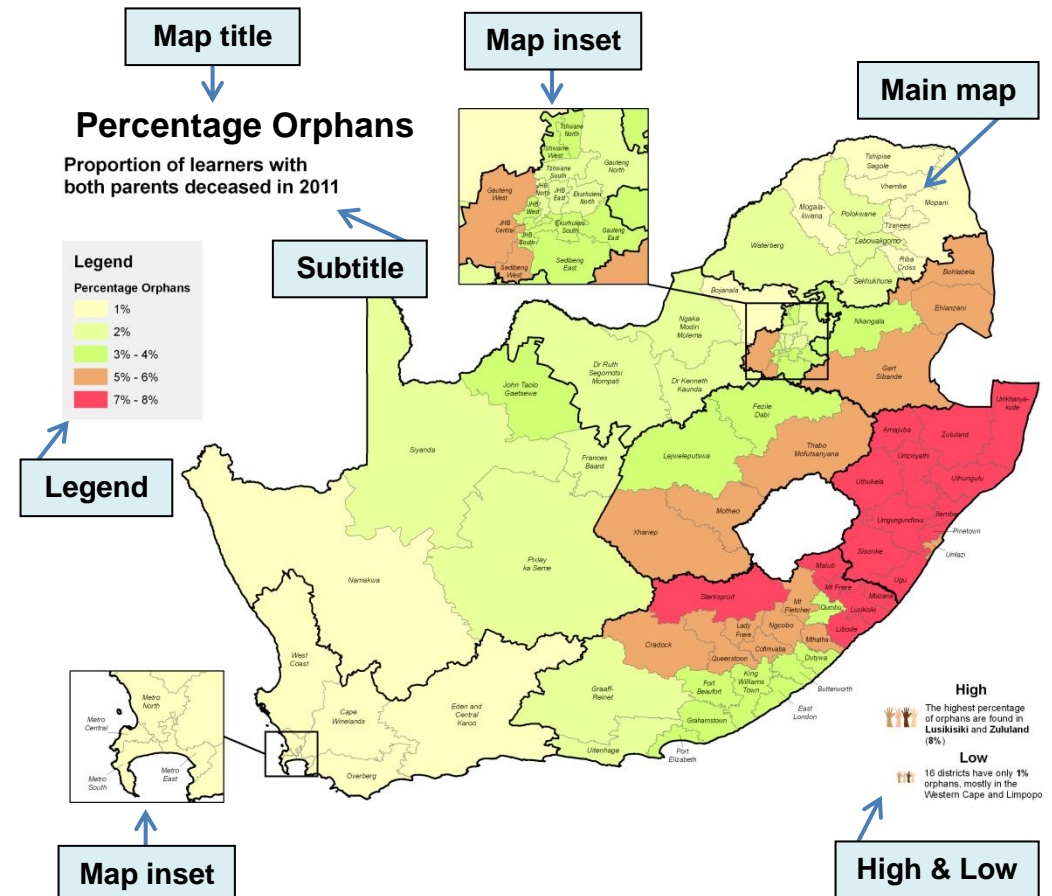 Map title
Map inset
Main map
Percentage Orphans
Proportion of learners with
both parents deceased in 2011
Subtitle
Legend
Percentage Orphans
1%
2%
3% - 4%
5% - 6%
7% - 8%
Legend
Tshwane
North
Tshwane
West
Tshwane
South
Gauteng
North
Gauteng
West
JHB
North
JHB
East
Ekurhuleni
North
JHB
West
JHB
Central
Ekurhuleni
South
JHB
South
Gauteng
East
Sedibeng
West
Sedibeng
East
Tshipise
Sagole
Vhembe
Mopani
Mogala-
kwena
Polokwane
Tzaneen
Waterberg
Lebowakgomo
Riba
Cross
Sekhukhune
Bohlabela
Ehlanzeni
Bojanala
Nkangala
Gert
Sibande
Ngaka
Modiri
Molema
Dr Ruth
Segomotsi
Mompati
Dr Kenneth
Kaunda
John Taolo
Gaetsewe
Siyanda
Frances
Baard
Fezile
Dabi
Lejweleputswa
Thabo
Mofutsanyana
Motheo
Xhariep
Umkhanya-
kude
Amajuba
Zululand
Umzinyathi
Uthukela
Uthungulu
Umgungundlovu
Ilembe
Pinetown
Umlazi
Sisonke
Ugu
Pixley
ka Seme
Namakwa
Sterkspruit
Maluti
Mt Frere
Mbizana
Mt
Fletcher
Qumbu
Lusikisiki
Libode
Lady
Frere
Ngcobo
Mthatha
Cradock
Queenstown
Cofimvaba
Dutywa
Butterworth
King
Williams
Town
Fort
Beaufort
East
London
Graaff-
Reinet
Grahamstown
Uitenhage
Port
Elizabeth
West
Coast
Cape
Winelands
Eden and
Central
Karoo
Overberg
Metro
North
Metro
Central
Metro
East
Metro
South
High
The highest percentage
of orphans are found in
Lusikisiki and Zululand
(8%)
Low
16 districts have only 1%
orphans, mostly in the
Western Cape and Limpopo
Map inset
High & Low